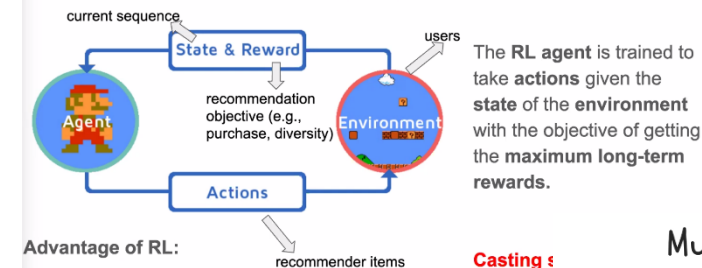 current sequence
State & Reward
users
recommendation
objective (e.g.,
purchase, diversity)
Agent
Environment
Actions
recommender items
The RL agent is trained to
take actions given the
state of the environment
with the objective of getting
the maximum long-term
rewards.
Advantage of RL:
Casting